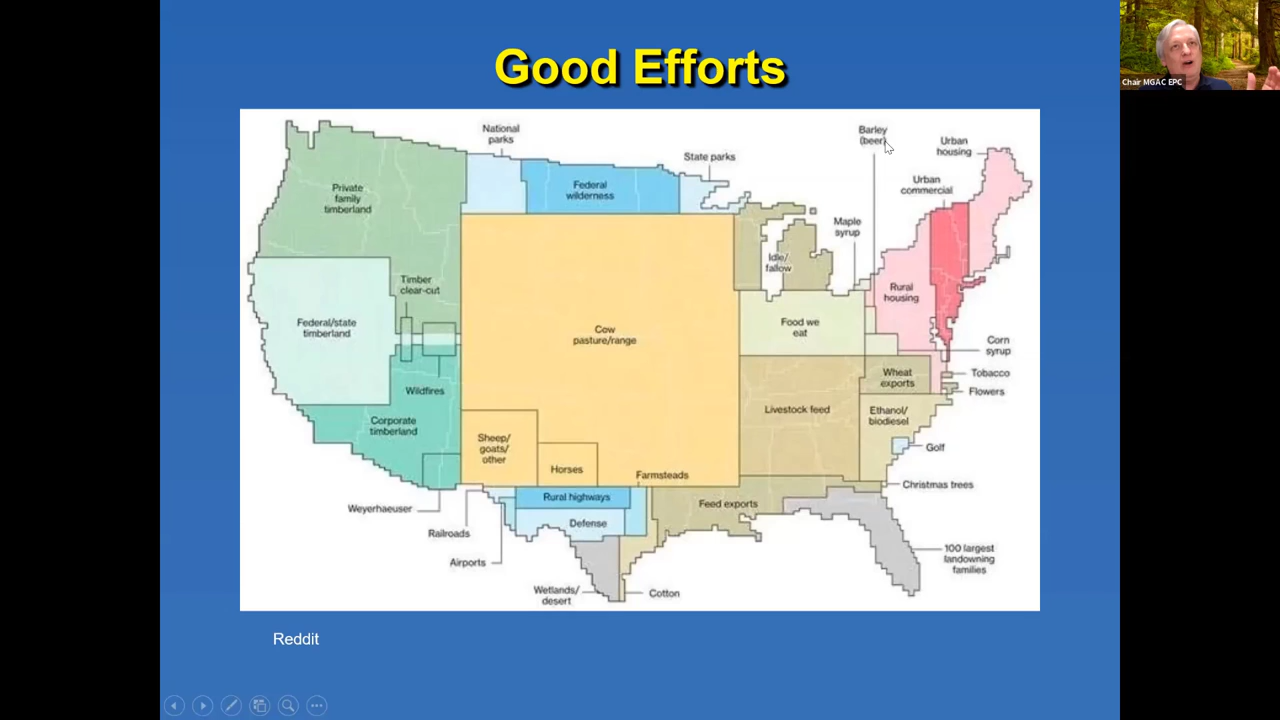 Good Efforts
Chair MGAC EPC
National
parks
State parks
Barley
(beer)
Urban
housing
Urban
commercial
Private
family
timberland
Federal
wilderness
Maple
syrup
Idle/
fallow
Timber
clear-cut
Rural
housing
Federal/state
timberland
Cow
pasture/range
Food we
eat
Corn
syrup
Wheat
exports
Tobacco
Flowers
Wildfires
Livestock feed
Ethanol/
biodiesel
Corporate
timberland
Sheep/
goats/
other
Golf
Horses
Farmsteads
Christmas trees
Rural highways
Feed exports
Weyerhaeuser
Defense
Railroads
Airports
100 largest
landowning
families
Wetlands/
desert
Cotton
Reddit